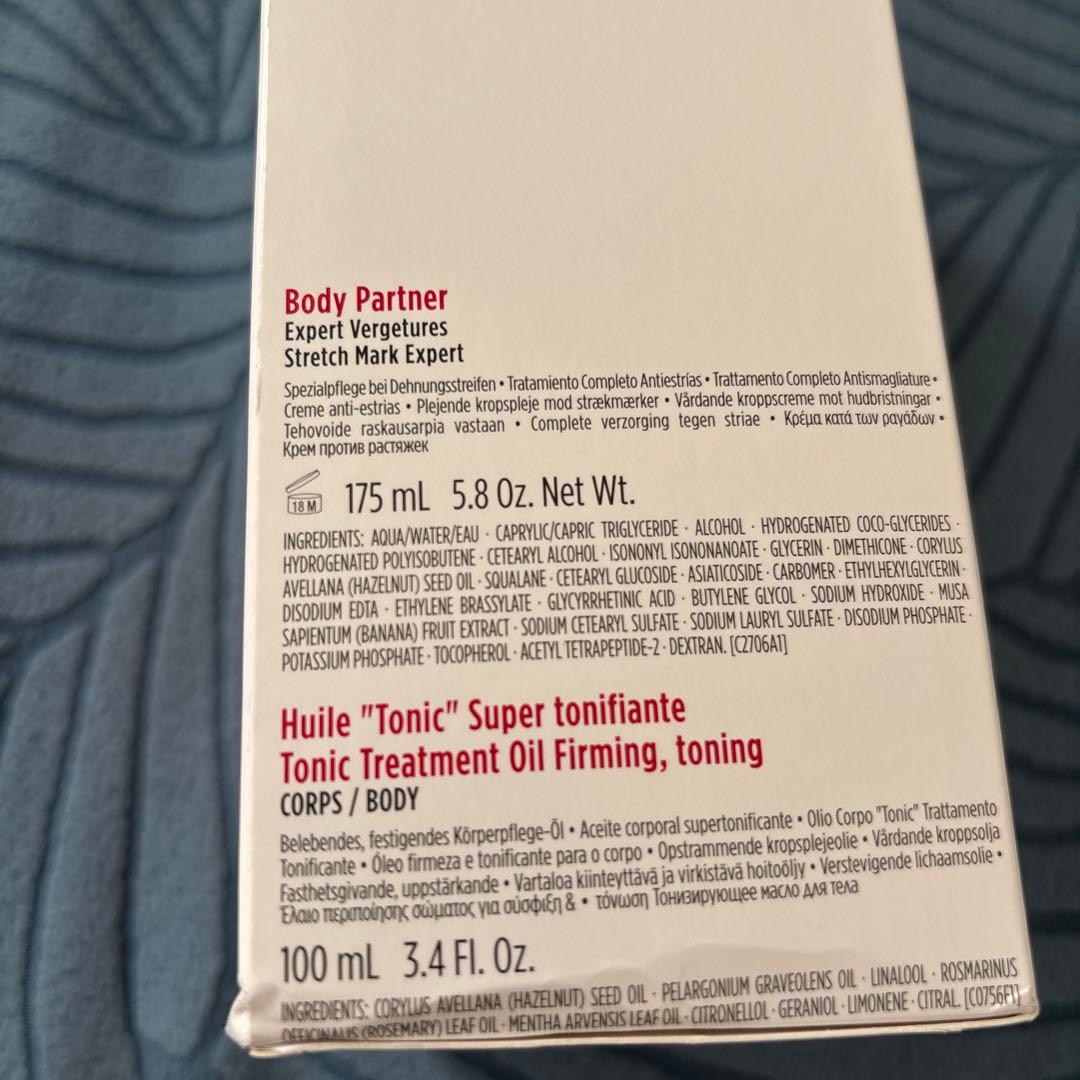 Body Partner
Expert Vergetures
Stretch Mark Expert
Spezialpflege bei Dehnungsstreifen • Tratamiento Completo Antiestrías • Trattamento Completo Antismagliature •
Creme anti-estrias • Plejende kropspleje mod strækmærker • Vårdande kroppscreme mot hudbristningar •
Tehovoide raskausarpia vastaan • Complete verzorging tegen striae • Κρέμα κατά των ραγάδων •
Крем против растяжек
18 M 175 mL 5.8 Oz. Net Wt.
INGREDIENTS: AQUA/WATER/EAU · CAPRYLIC/CAPRIC TRIGLYCERIDE · ALCOHOL · HYDROGENATED COCO-GLYCERIDES ·
HYDROGENATED POLYISOBUTENE · CETEARYL ALCOHOL · ISONONYL ISONONANOATE · GLYCERIN · DIMETHICONE · CORYLUS
AVELLANA (HAZELNUT) SEED OIL · SQUALANE · CETEARYL GLUCOSIDE · ASIATICOSIDE · CARBOMER · ETHYLHEXYLGLYCERIN ·
DISODIUM EDTA · ETHYLENE BRASSYLATE · GLYCYRRHETINIC ACID · BUTYLENE GLYCOL · SODIUM HYDROXIDE · MUSA
SAPIENTUM (BANANA) FRUIT EXTRACT · SODIUM CETEARYL SULFATE · SODIUM LAURYL SULFATE · DISODIUM PHOSPHATE ·
POTASSIUM PHOSPHATE · TOCOPHEROL · ACETYL TETRAPEPTIDE-2 · DEXTRAN. [C2706A1]
Huile "Tonic" Super tonifiante
Tonic Treatment Oil Firming, toning
CORPS / BODY
Belebendes, festigendes Körperpflege-Öl • Aceite corporal supertonificante • Olio Corpo "Tonic" Trattamento
Tonificante • Óleo firmeza e tonificante para o corpo • Opstrammende kropsplejeolie • Vårdande kroppsolja
Fasthetsgivande, uppstärkande • Vartaloa kiinteyttävä ja virkistävä hoitoöljy • Verstevigende lichaamsolie •
Έλαιο περιποίησης σώματος για σύσφιξη & • τόνωση Тонизирующее масло для тела
100 mL 3.4 Fl. Oz.
INGREDIENTS: CORYLUS AVELLANA (HAZELNUT) SEED OIL · PELARGONIUM GRAVEOLENS OIL · LINALOOL · ROSMARINUS
OFFICINALIS (ROSEMARY) LEAF OIL · MENTHA ARVENSIS LEAF OIL · CITRONELLOL · GERANIOL · LIMONENE · CITRAL. [C0756F1]